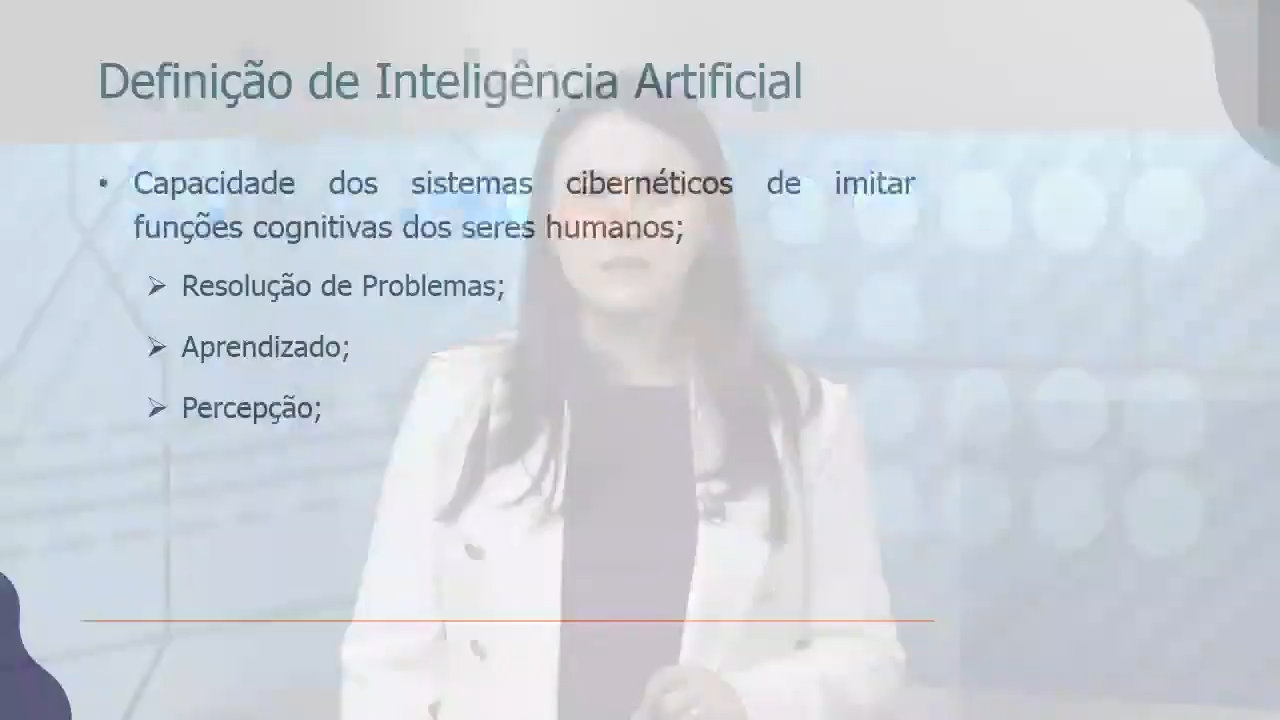 Definição de Inteligência Artificial
• Capacidade dos sistemas cibernéticos de imitar
funções cognitivas dos seres humanos;
➢ Resolução de Problemas;
➢ Aprendizado;
➢ Percepção;